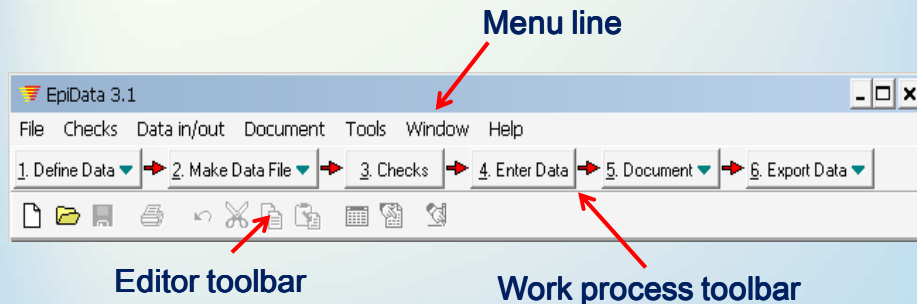 Menu line
EpiData 3.1
File Checks Data in/out Document Tools Window Help
1. Define Data 2. Make Data File 3. Checks 4. Enter Data 5. Document 6. Export Data
Editor toolbar
Work process toolbar